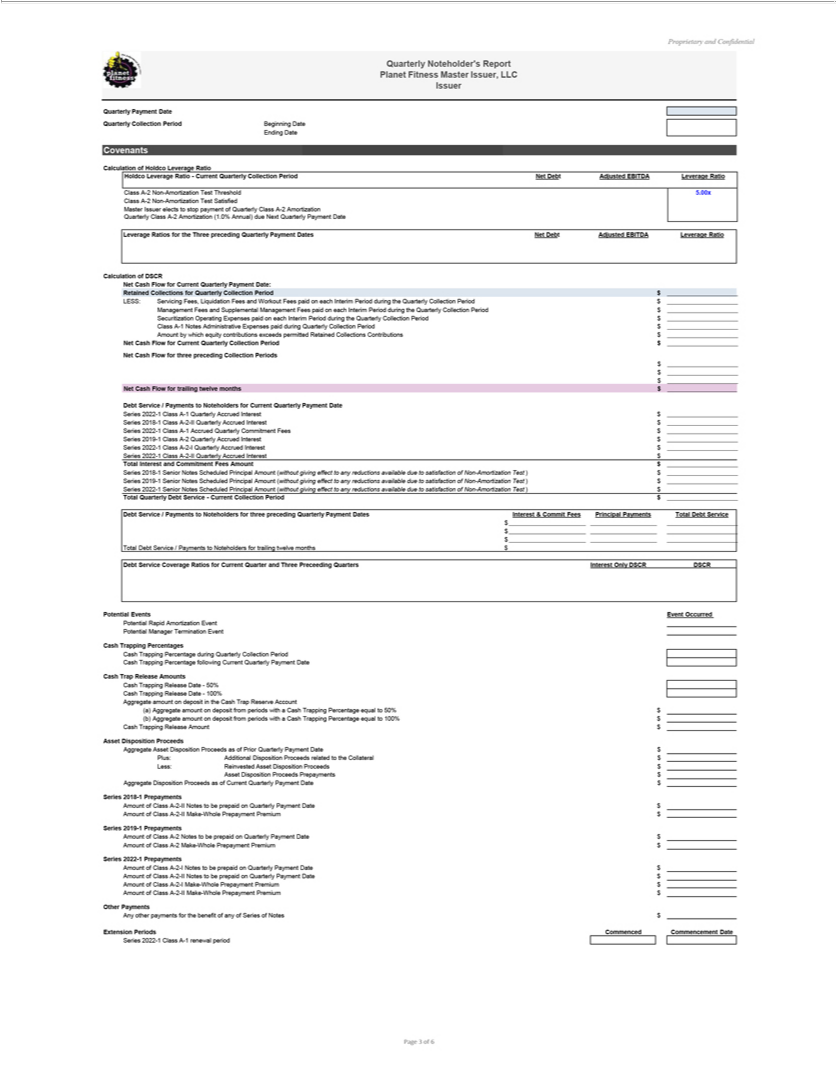 Proprietary and Confidential
planet fitness
Quarterly Noteholder's Report
Planet Fitness Master Issuer, LLC
Issuer
Quarterly Payment Date
Quarterly Collection Period Beginning Date
Ending Date
Covenants
Calculation of Holdco Leverage Ratio
Holdco Leverage Ratio - Current Quarterly Collection Period Net Debt Adjusted EBITDA Leverage Ratio
Class A-2 Non-Amortization Test Threshold 5.00x
Class A-2 Non-Amortization Test Satisfied
Master Issuer elects to stop payment of Quarterly Class A-2 Amortization
Quarterly Class A-2 Amortization (1.0% Annual) due Next Quarterly Payment Date
Leverage Ratios for the Three preceding Quarterly Payment Dates Net Debt Adjusted EBITDA Leverage Ratio
Calculation of DSCR
Net Cash Flow for Current Quarterly Payment Date:
Retained Collections for Quarterly Collection Period $
LESS: Servicing Fees, Liquidation Fees and Workout Fees paid on each Interim Period during the Quarterly Collection Period $
Management Fees and Supplemental Management Fees paid on each Interim Period during the Quarterly Collection Period $
Securitization Operating Expenses paid on each Interim Period during the Quarterly Collection Period $
Class A-1 Notes Administrative Expenses paid during Quarterly Collection Period $
Amount by which equity contributions exceeds permitted Retained Collections Contributions $
Net Cash Flow for Current Quarterly Collection Period $
Net Cash Flow for three preceding Collection Periods
$
$
$
Net Cash Flow for trailing twelve months $
Debt Service / Payments to Noteholders for Current Quarterly Payment Date
Series 2022-1 Class A-1 Quarterly Accrued Interest $
Series 2018-1 Class A-2-II Quarterly Accrued Interest $
Series 2022-1 Class A-1 Accrued Quarterly Commitment Fees $
Series 2019-1 Class A-2 Quarterly Accrued Interest $
Series 2022-1 Class A-2-I Quarterly Accrued Interest $
Series 2022-1 Class A-2-II Quarterly Accrued Interest $
Total Interest and Commitment Fees Amount $
Series 2018-1 Senior Notes Scheduled Principal Amount (without giving effect to any reductions available due to satisfaction of Non-Amortization Test ) $
Series 2019-1 Senior Notes Scheduled Principal Amount (without giving effect to any reductions available due to satisfaction of Non-Amortization Test ) $
Series 2022-1 Senior Notes Scheduled Principal Amount (without giving effect to any reductions available due to satisfaction of Non-Amortization Test ) $
Total Quarterly Debt Service - Current Collection Period $
Debt Service / Payments to Noteholders for three preceding Quarterly Payment Dates Interest & Commit Fees Principal Payments Total Debt Service
$
$
$
Total Debt Service / Payments to Noteholders for trailing twelve months $
Debt Service Coverage Ratios for Current Quarter and Three Preceeding Quarters Interest Only DSCR DSCR
Potential Events Event Occurred
Potential Rapid Amortization Event
Potential Manager Termination Event
Cash Trapping Percentages
Cash Trapping Percentage during Quarterly Collection Period
Cash Trapping Percentage following Current Quarterly Payment Date
Cash Trap Release Amounts
Cash Trapping Release Date - 50%
Cash Trapping Release Date - 100%
Aggregate amount on deposit in the Cash Trap Reserve Account
(a) Aggregate amount on deposit from periods with a Cash Trapping Percentage equal to 50% $
(b) Aggregate amount on deposit from periods with a Cash Trapping Percentage equal to 100% $
Cash Trapping Release Amount $
Asset Disposition Proceeds
Aggregate Asset Disposition Proceeds as of Prior Quarterly Payment Date $
Plus: Additional Disposition Proceeds related to the Collateral $
Less: Reinvested Asset Disposition Proceeds $
Asset Disposition Proceeds Prepayments $
Aggregate Disposition Proceeds as of Current Quarterly Payment Date $
Series 2018-1 Prepayments
Amount of Class A-2-II Notes to be prepaid on Quarterly Payment Date $
Amount of Class A-2-II Make-Whole Prepayment Premium $
Series 2019-1 Prepayments
Amount of Class A-2 Notes to be prepaid on Quarterly Payment Date $
Amount of Class A-2 Make-Whole Prepayment Premium $
Series 2022-1 Prepayments
Amount of Class A-2-I Notes to be prepaid on Quarterly Payment Date $
Amount of Class A-2-II Notes to be prepaid on Quarterly Payment Date $
Amount of Class A-2-I Make-Whole Prepayment Premium $
Amount of Class A-2-II Make-Whole Prepayment Premium $
Other Payments
Any other payments for the benefit of any of Series of Notes $
Extension Periods Commenced Commencement Date
Series 2022-1 Class A-1 renewal period
Page 3 of 6